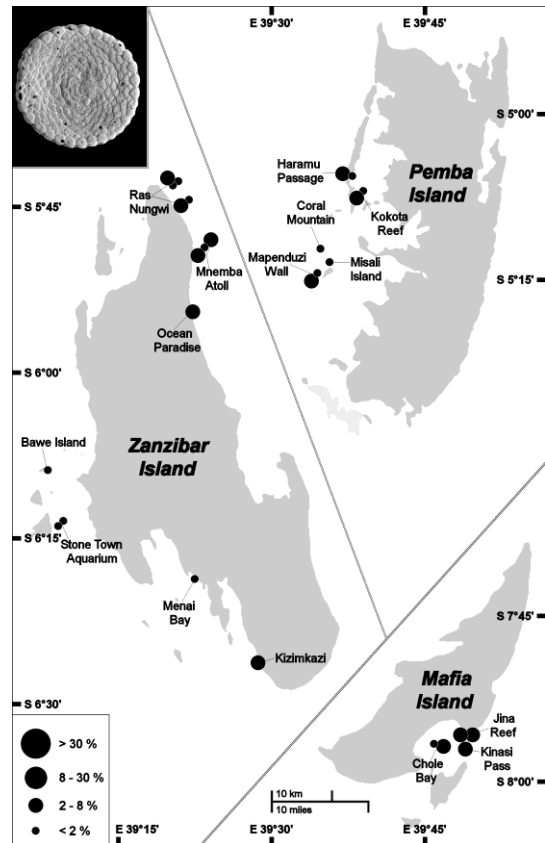 E 39°30'
E 39°45'
S 5°00'
Haramu
Passage
Pemba
Island
Ras
Nungwi
Coral
Mountain
Kokota
Reef
S 5°45'
Mapenduzi
Wall
Misali
Island
Mnemba
Atoll
S 5°15'
Ocean
Paradise
S 6°00'
Bawe Island
Zanzibar
Island
S 6°15'
Stone Town
Aquarium
Menai
Bay
S 7°45'
Kizimkazi
Mafia
Island
S 6°30'
Jina
Reef
Kinasi
Pass
Chole
Bay
> 30 %
8 - 30 %
2 - 8 %
< 2 %
10 km
10 miles
S 8°00'
E 39°15'
E 39°30'
E 39°45'